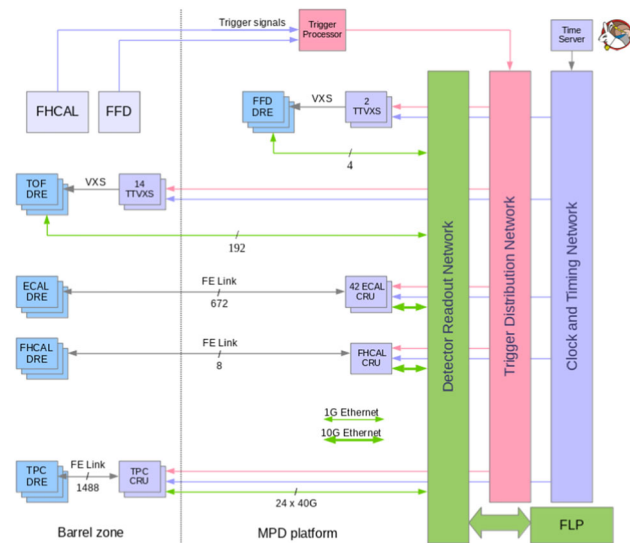 Trigger signals
Trigger
Processor
Time
Server
FHCAL
FFD
FFD
DRE
VXS
2
TTVXS
4
TOF
DRE
VXS
14
TTVXS
192
ECAL
DRE
FE Link
672
42 ECAL
CRU
FHCAL
DRE
FE Link
8
FHCAL
CRU
1G Ethernet
10G Ethernet
TPC
DRE
FE Link
1488
TPC
CRU
24 x 40G
Detector Readout Network
Trigger Distribution Network
Clock and Timing Network
Barrel zone
MPD platform
FLP